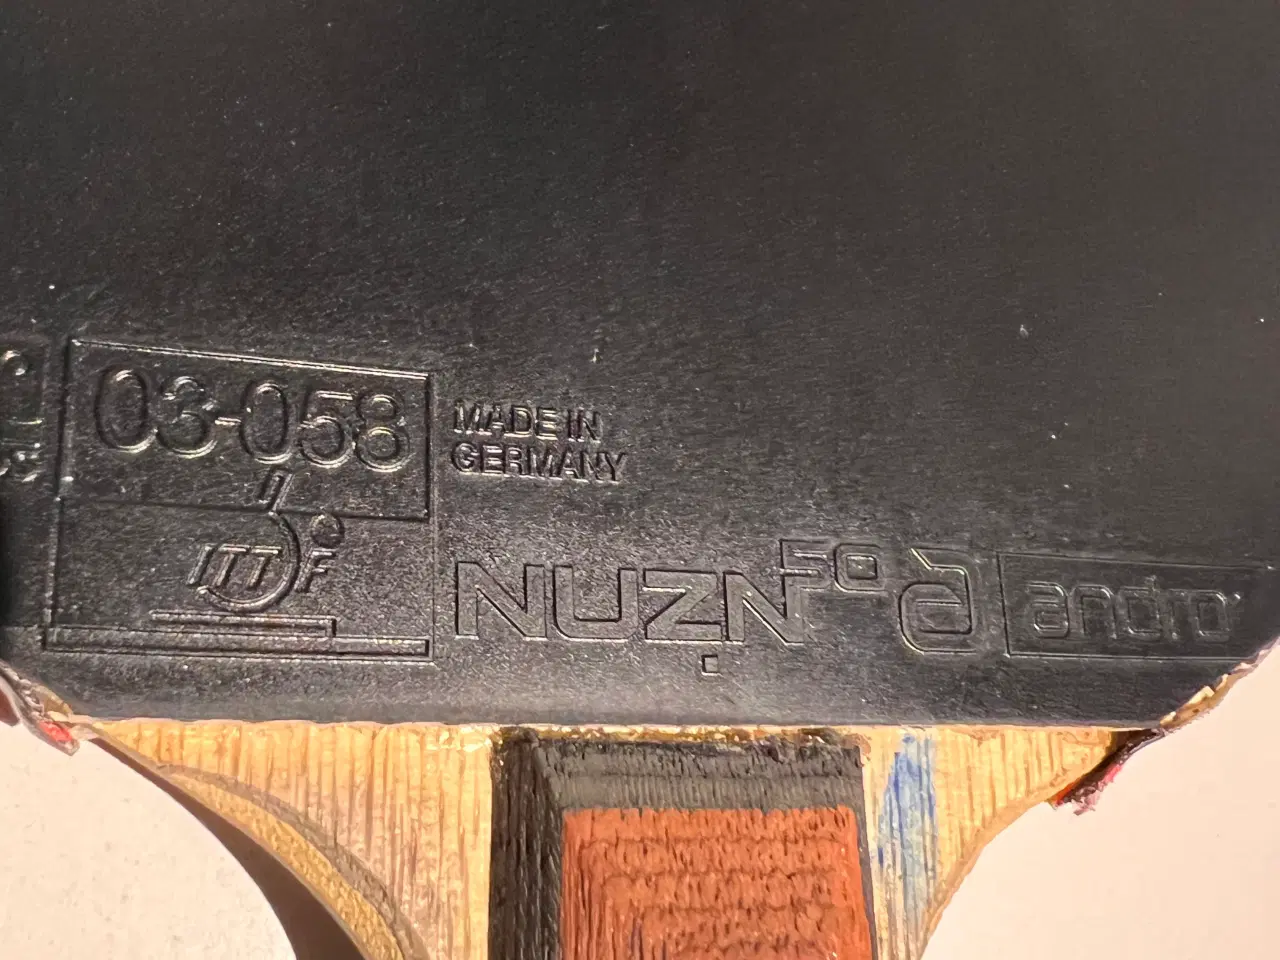 03-058
ITTF
MADE IN
GERMANY
NUZN 50
andro